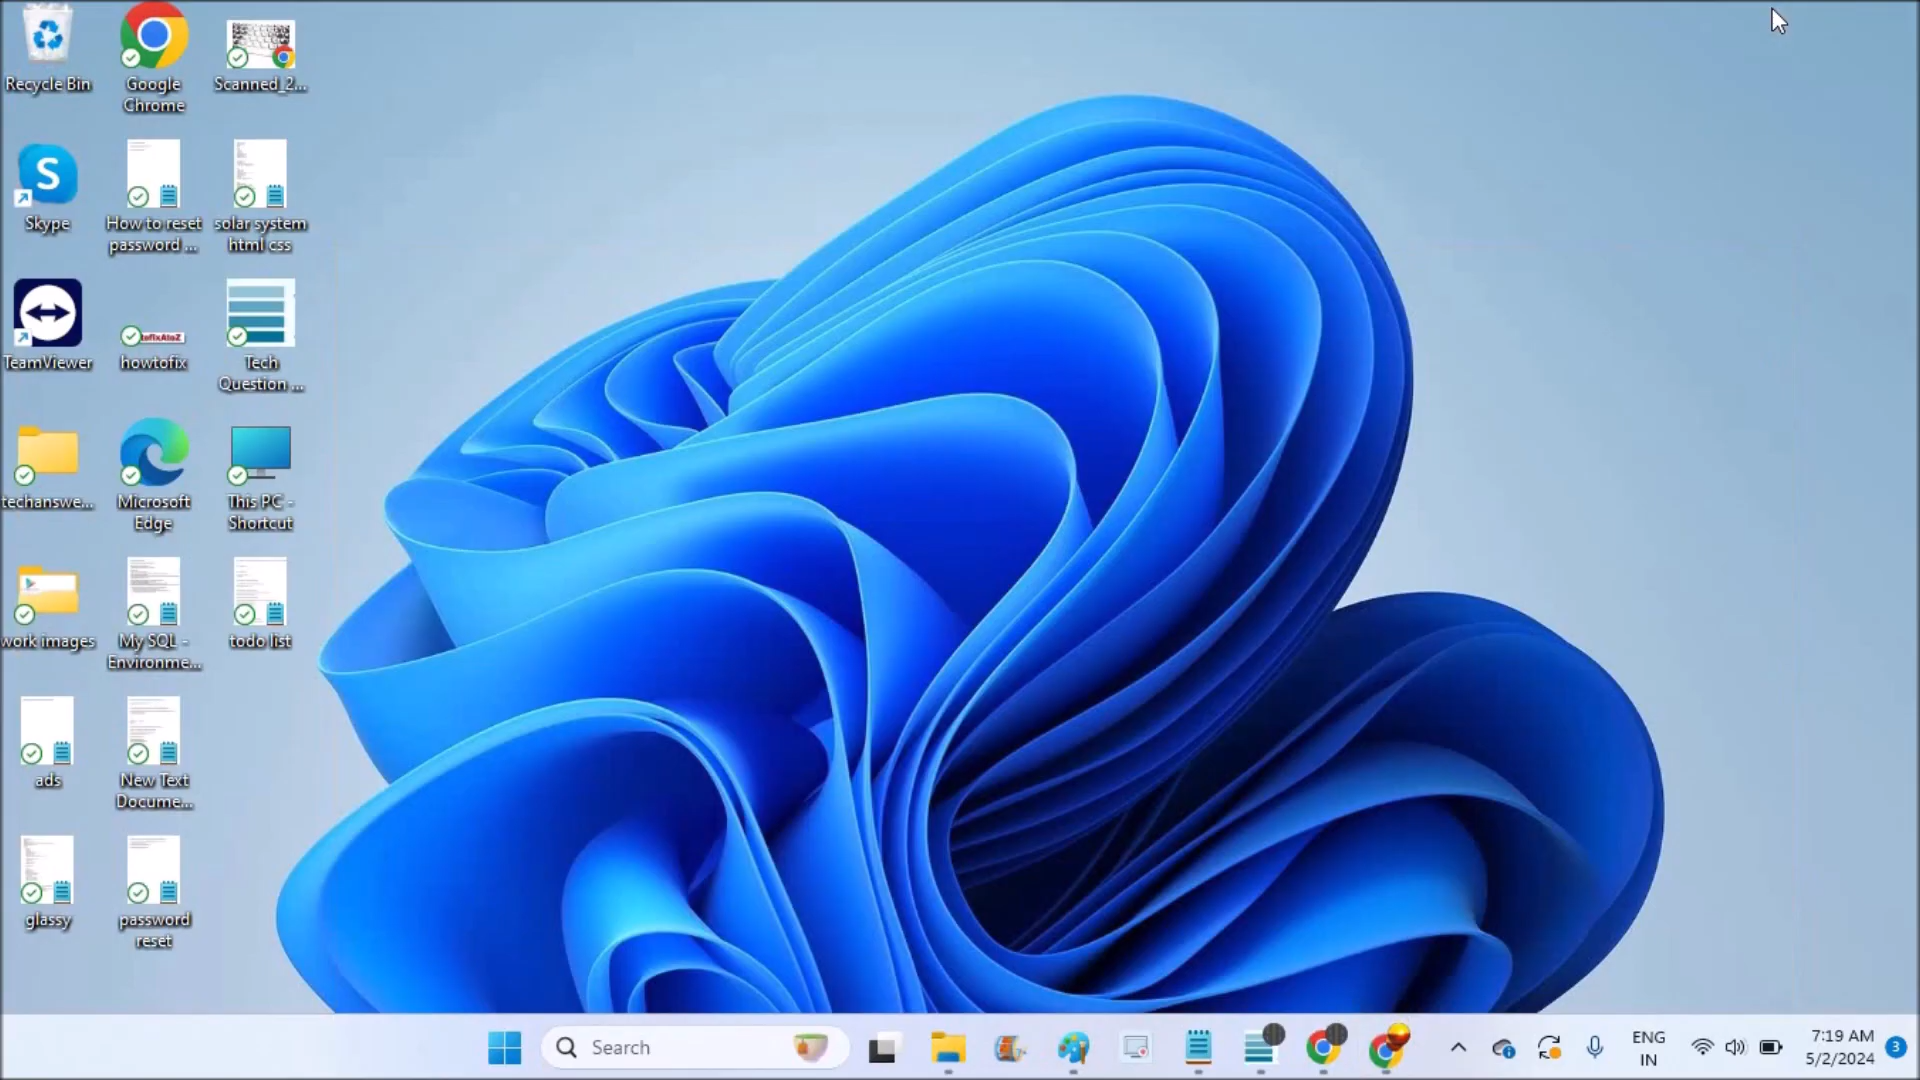 Recycle Bin
Google
Chrome
Scanned_2...
Skype
How to reset
password ...
solar system
html css
TeamViewer
howtofix
Tech
Question ...
techanswe...
Microsoft
Edge
This PC -
Shortcut
work images
My SQL -
Environme...
todo list
ads
New Text
Docume...
glassy
password
reset
Search
ENG
IN
7:19 AM
5/2/2024
3